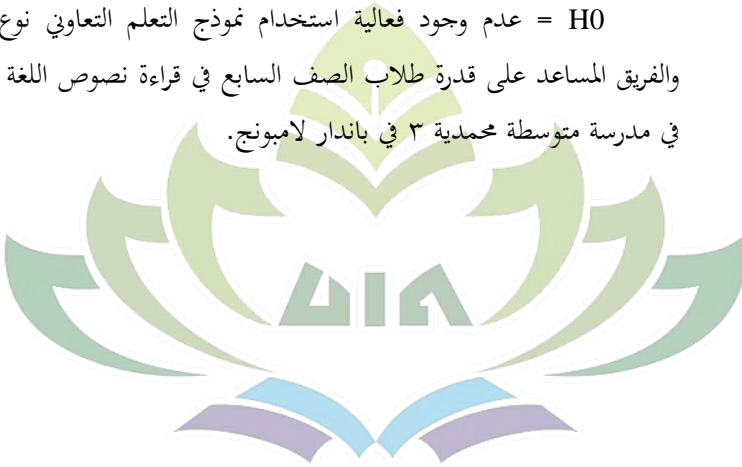 H0 = عدم وجود فعالية استخدام نموذج التعلم التعاوني نوع
والفريق المساعد على قدرة طلاب الصف السابع في قراءة نصوص اللغة
في مدرسة متوسطة محمدية ٣ في باندار لامبونج.
UIN